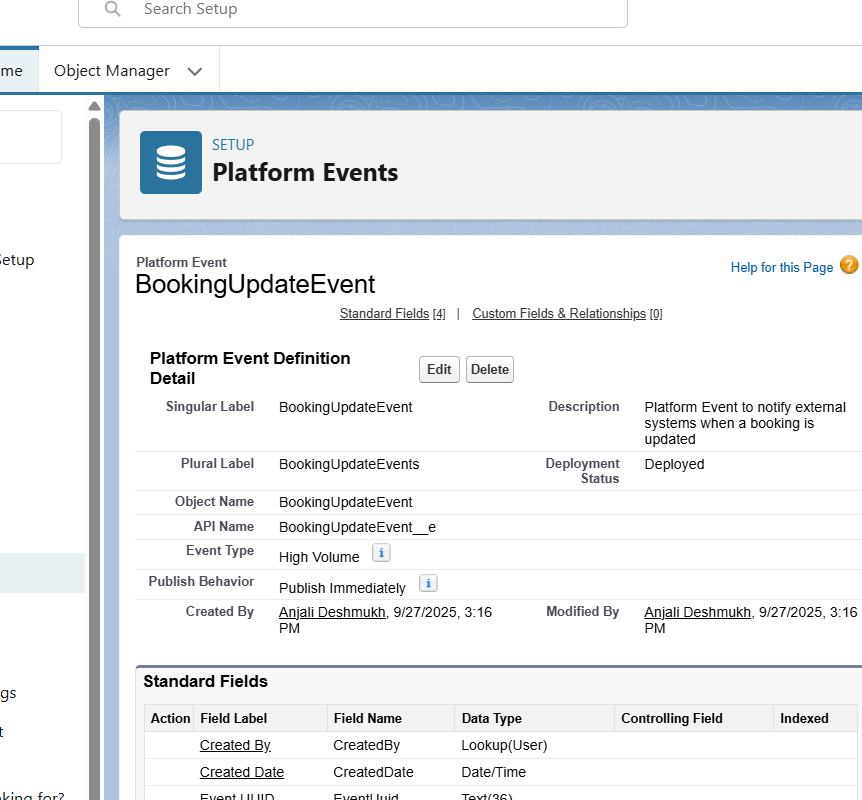 Search Setup
me
Object Manager
SETUP
Platform Events
Setup
Platform Event
BookingUpdateEvent
Help for this Page ?
Standard Fields [4] | Custom Fields & Relationships [0]
Platform Event Definition
Detail
Edit Delete
Singular Label BookingUpdateEvent Description Platform Event to notify external
systems when a booking is
updated
Plural Label BookingUpdateEvents Deployment
Status Deployed
Object Name BookingUpdateEvent
API Name BookingUpdateEvent__e
Event Type High Volume i
Publish Behavior Publish Immediately i
Created By Anjali Deshmukh, 9/27/2025, 3:16
PM
Modified By Anjali Deshmukh, 9/27/2025, 3:16
PM
Standard Fields
gs
Action Field Label Field Name Data Type Controlling Field Indexed
t
Created By CreatedBy Lookup(User)
Created Date CreatedDate Date/Time
Event UUID EventUuid Text(36)
king for?